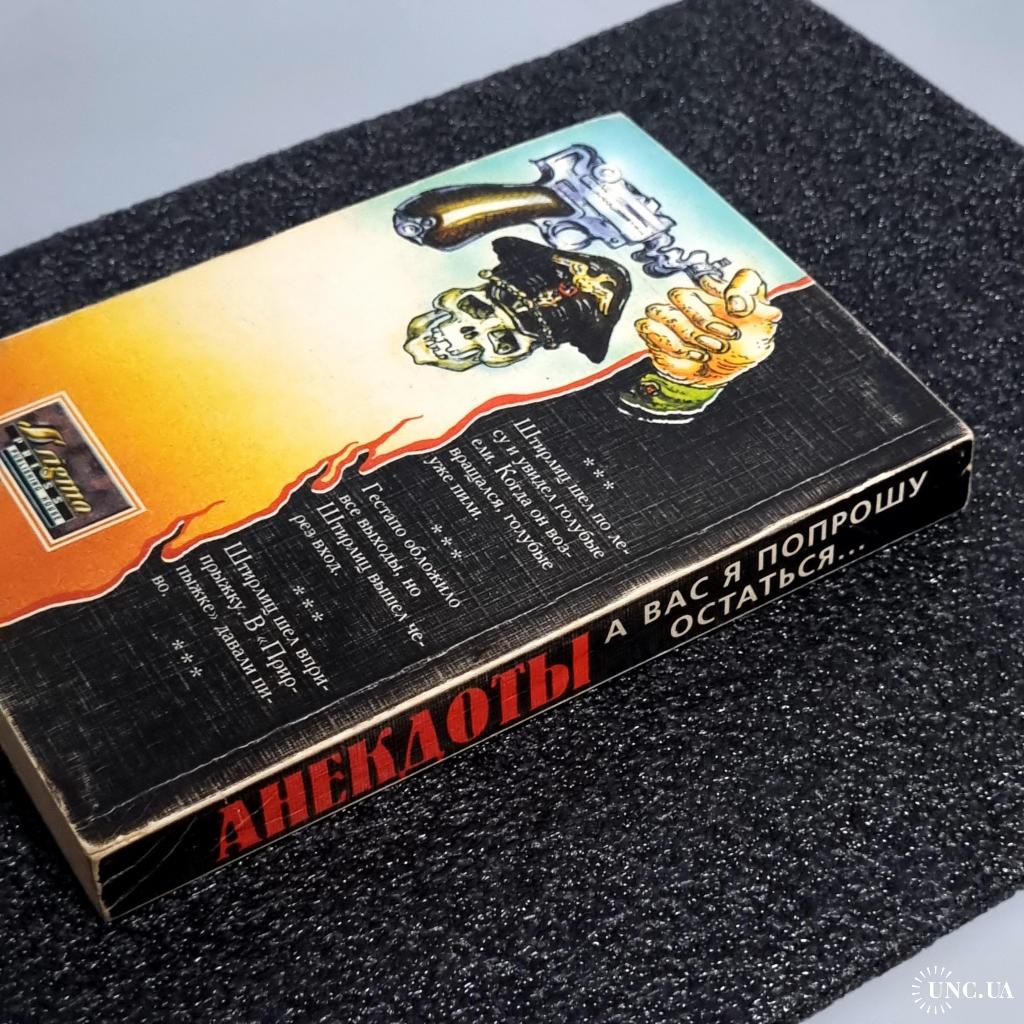 ***
Штирлиц шел по ле-
су и увидел голубые
ели. Когда он воз-
вращался, голубые
уже пили.
***
Гестапо обложило
все выходы, но
Штирлиц вышел че-
рез вход.
***
Штирлиц шел впри-
прыжку. В «Прир-
пыжке» давали пи-
во.
***
АНЕКДОТЫ
А ВАС Я ПОПРОШУ
ОСТАТЬСЯ...
UNC.UA